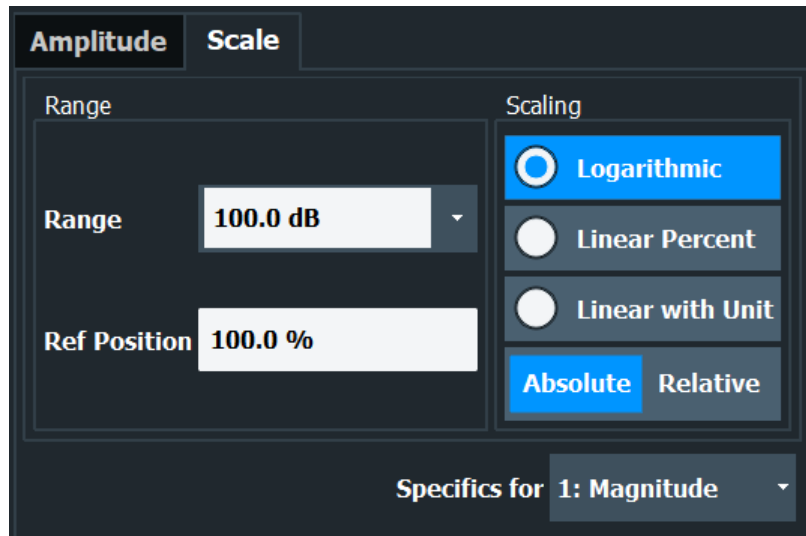 Amplitude Scale
Range
Range 100.0 dB
Ref Position 100.0 %
Scaling
Logarithmic
Linear Percent
Linear with Unit
Absolute Relative
Specifics for 1: Magnitude